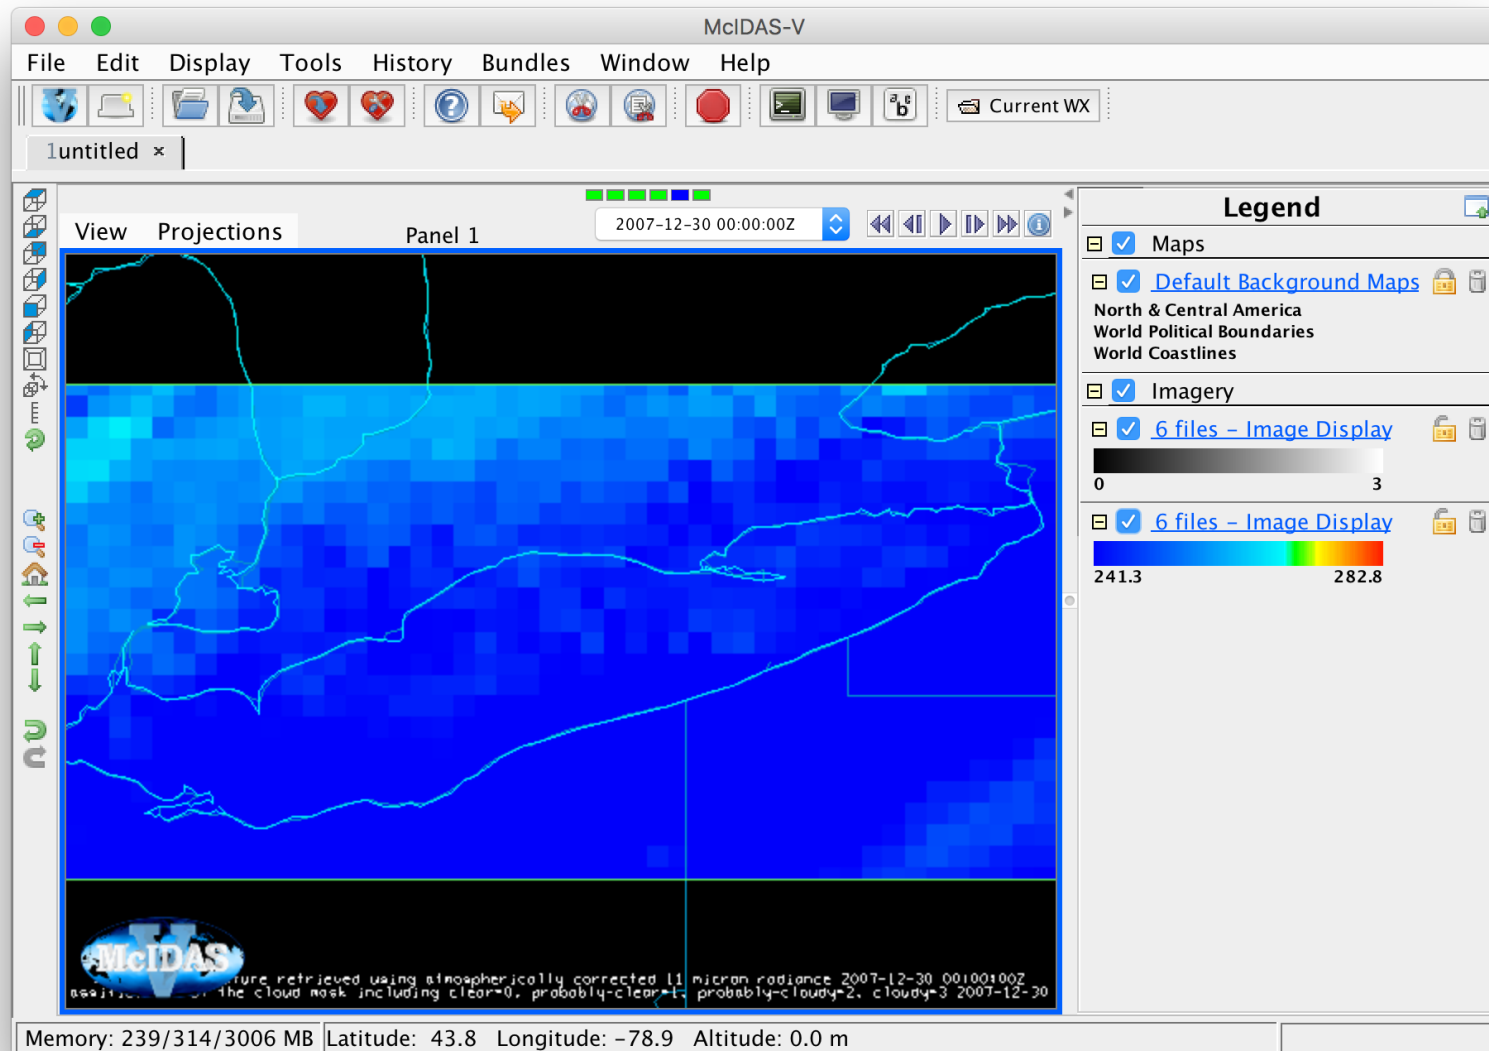 McIDAS-V
File Edit Display Tools History Bundles Window Help
Current WX
1untitled ×
View Projections
Panel 1
2007-12-30 00:00:00Z
Legend
Maps
Default Background Maps
North & Central America
World Political Boundaries
World Coastlines
Imagery
6 files - Image Display
0 3
6 files - Image Display
241.3 282.8
McIDAS
retrieved using atmospherically corrected 11 micron radiance 2007-12-30 00:00:00Z
the cloud mask including clear=0, probably-clear=1, probably-cloudy=2, cloudy=3 2007-12-30
Memory: 239/314/3006 MB Latitude: 43.8 Longitude: -78.9 Altitude: 0.0 m